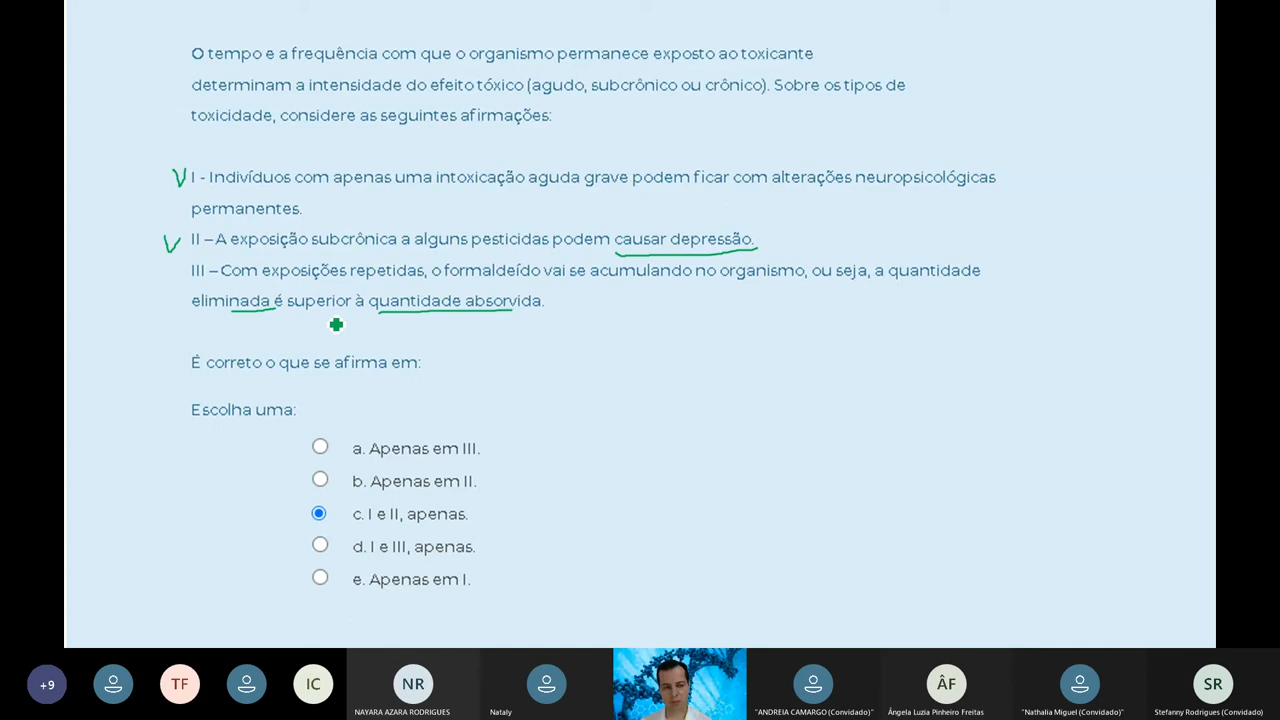 O tempo e a frequência com que o organismo permanece exposto ao toxicante
determinam a intensidade do efeito tóxico (agudo, subcrônico ou crônico). Sobre os tipos de
toxicidade, considere as seguintes afirmações:
V I - Indivíduos com apenas uma intoxicação aguda grave podem ficar com alterações neuropsicológicas
permanentes.
V II – A exposição subcrônica a alguns pesticidas podem causar depressão.
III – Com exposições repetidas, o formaldeído vai se acumulando no organismo, ou seja, a quantidade
eliminada é superior à quantidade absorvida.
É correto o que se afirma em:
Escolha uma:
a. Apenas em III.
b. Apenas em II.
c. I e II, apenas.
d. I e III, apenas.
e. Apenas em I.
+9
TF
IC
NR
NAYARA AZARA RODRIGUES
Nataly
"ANDREIA CAMARGO (Convidado)"
ÂF
Ângela Luzia Pinheiro Freitas
"Nathalia Miguel (Convidado)"
SR
Stefanny Rodrigues (Convidado)